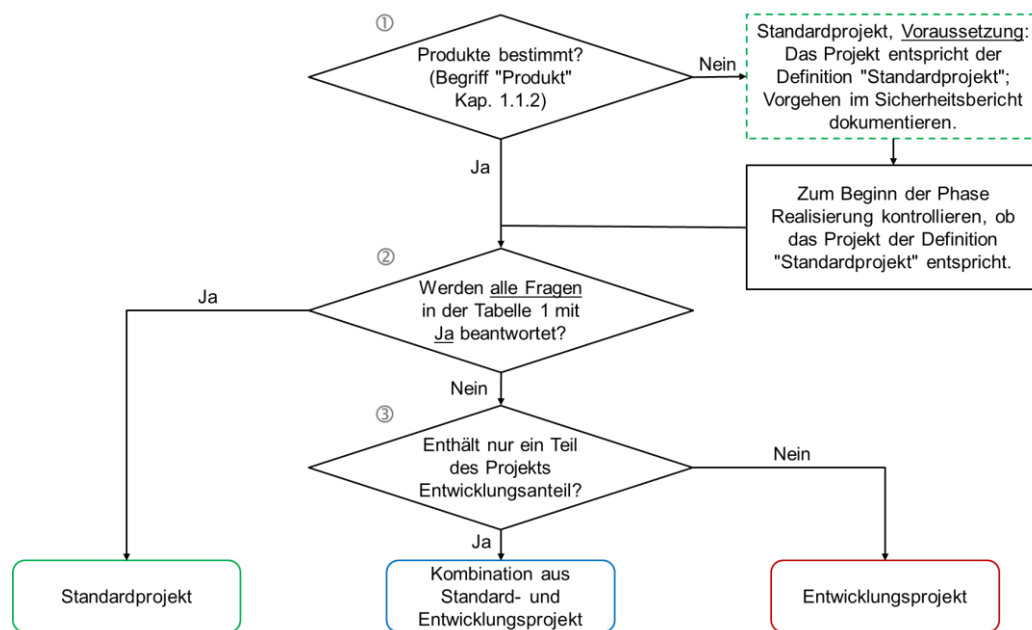 ①
Produkte bestimmt?
(Begriff "Produkt"
Kap. 1.1.2)
Nein
Standardprojekt, Voraussetzung:
Das Projekt entspricht der
Definition "Standardprojekt";
Vorgehen im Sicherheitsbericht
dokumentieren.
Ja
Zum Beginn der Phase
Realisierung kontrollieren, ob
das Projekt der Definition
"Standardprojekt" entspricht.
②
Werden alle Fragen
in der Tabelle 1 mit
Ja beantwortet?
Ja
Nein
③
Enthält nur ein Teil
des Projekts
Entwicklungsanteil?
Nein
Ja
Standardprojekt
Kombination aus
Standard- und
Entwicklungsprojekt
Entwicklungsprojekt